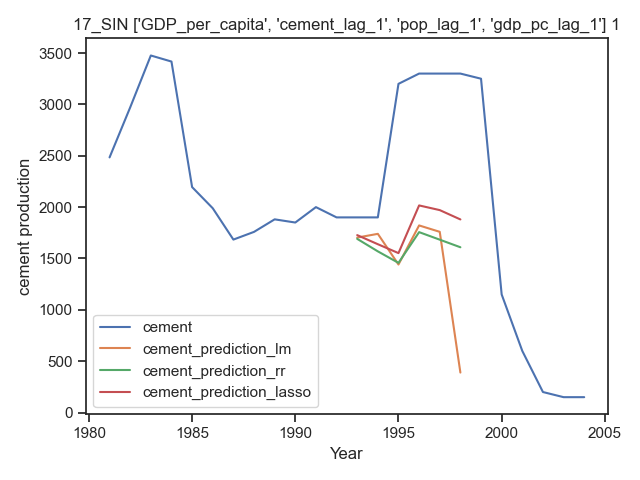 17_SIN ['GDP_per_capita', 'cement_lag_1', 'pop_lag_1', 'gdp_pc_lag_1'] 1
3500
3000
2500
2000
1500
1000
500
0
cement production
cement
cement_prediction_lm
cement_prediction_rr
cement_prediction_lasso
1980
1985
1990
1995
2000
2005
Year